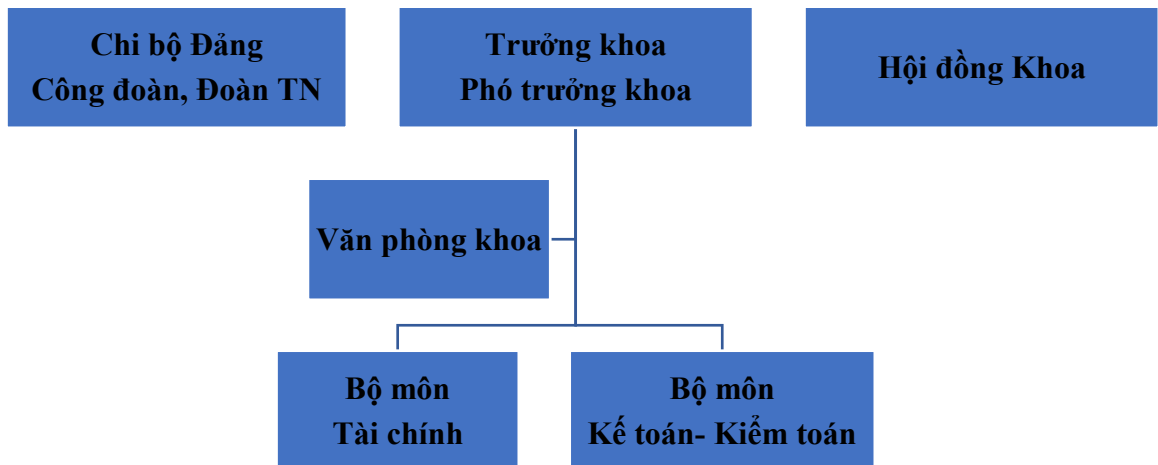 Chi bộ Đảng
Công đoàn, Đoàn TN
Trưởng khoa
Phó trưởng khoa
Hội đồng Khoa
Văn phòng khoa
Bộ môn
Tài chính
Bộ môn
Kế toán- Kiểm toán